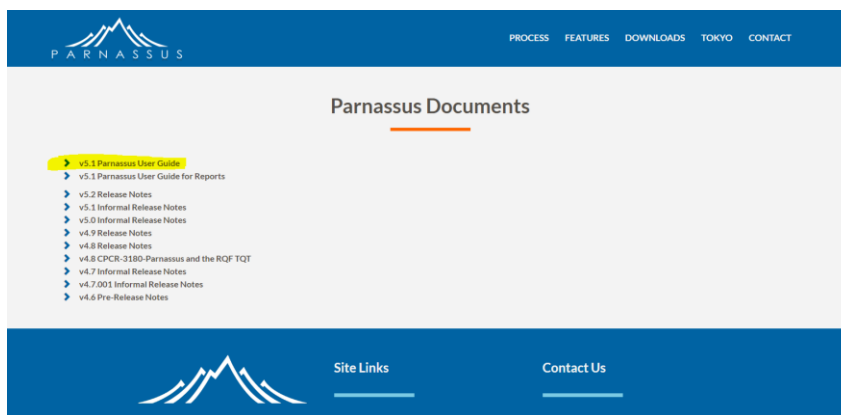 PARNASSUS
PROCESS FEATURES DOWNLOADS TOKYO CONTACT
Parnassus Documents
v5.1 Parnassus User Guide
v5.1 Parnassus User Guide for Reports
v5.2 Release Notes
v5.1 Informal Release Notes
v5.0 Informal Release Notes
v4.9 Release Notes
v4.8 Release Notes
v4.8 CPCR-3180-Parnassus and the RQF TQT
v4.7 Informal Release Notes
v4.7.001 Informal Release Notes
v4.6 Pre-Release Notes
Site Links
Contact Us